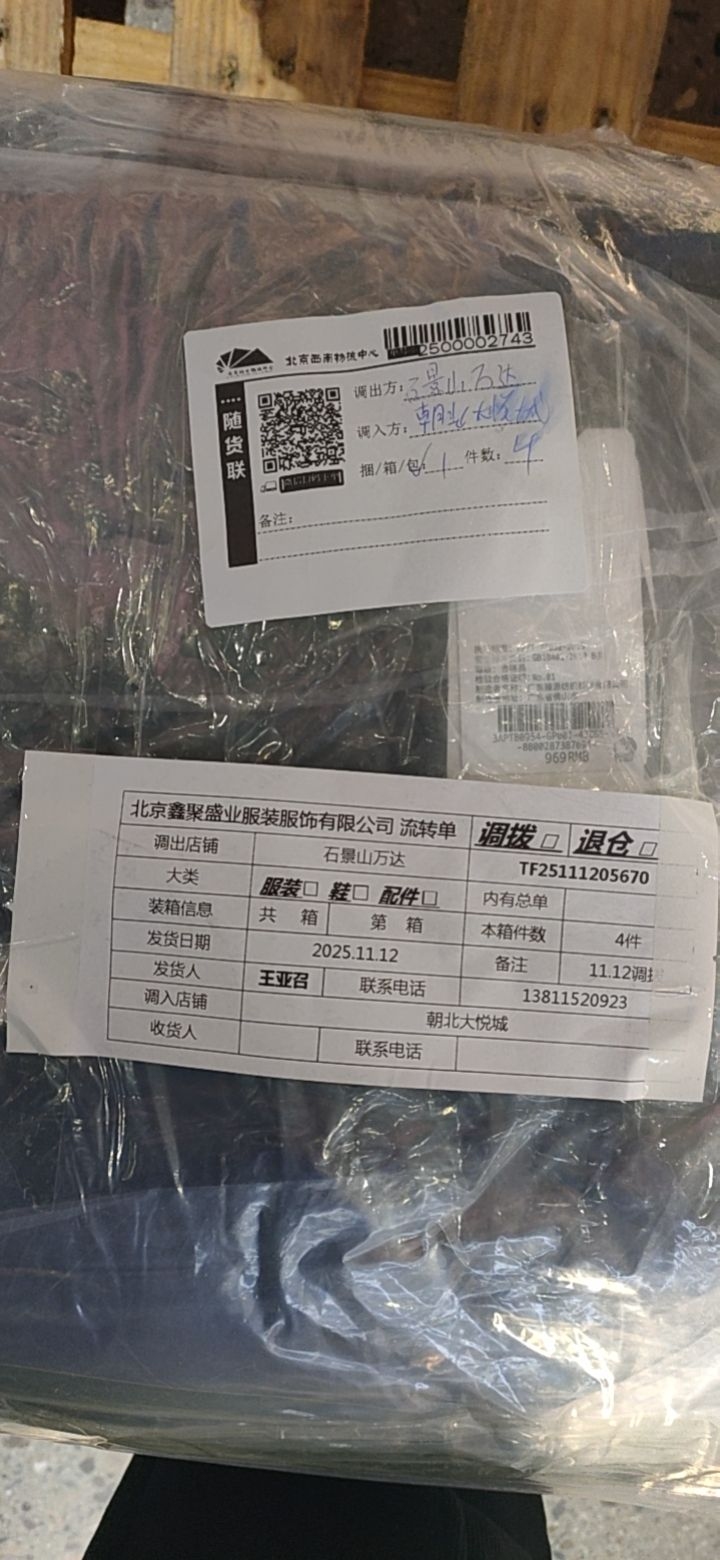 北京西南物流中心
2500002743
随货联
调出方：石景山万达
调入方：朝北大悦城
捆/箱/包：1 件数：4
备注：
检验合格证：No.01
969RMB
北京鑫聚盛业服装服饰有限公司 流转单 调拨□ 退仓□
调出店铺 石景山万达 TF25111205670
大类 服装□ 鞋□ 配件□ 内有总单
装箱信息 共 箱 第 箱 本箱件数 4件
发货日期 2025.11.12 备注 11.12调拨
发货人 王亚召 联系电话 13811520923
调入店铺 朝北大悦城
收货人 联系电话